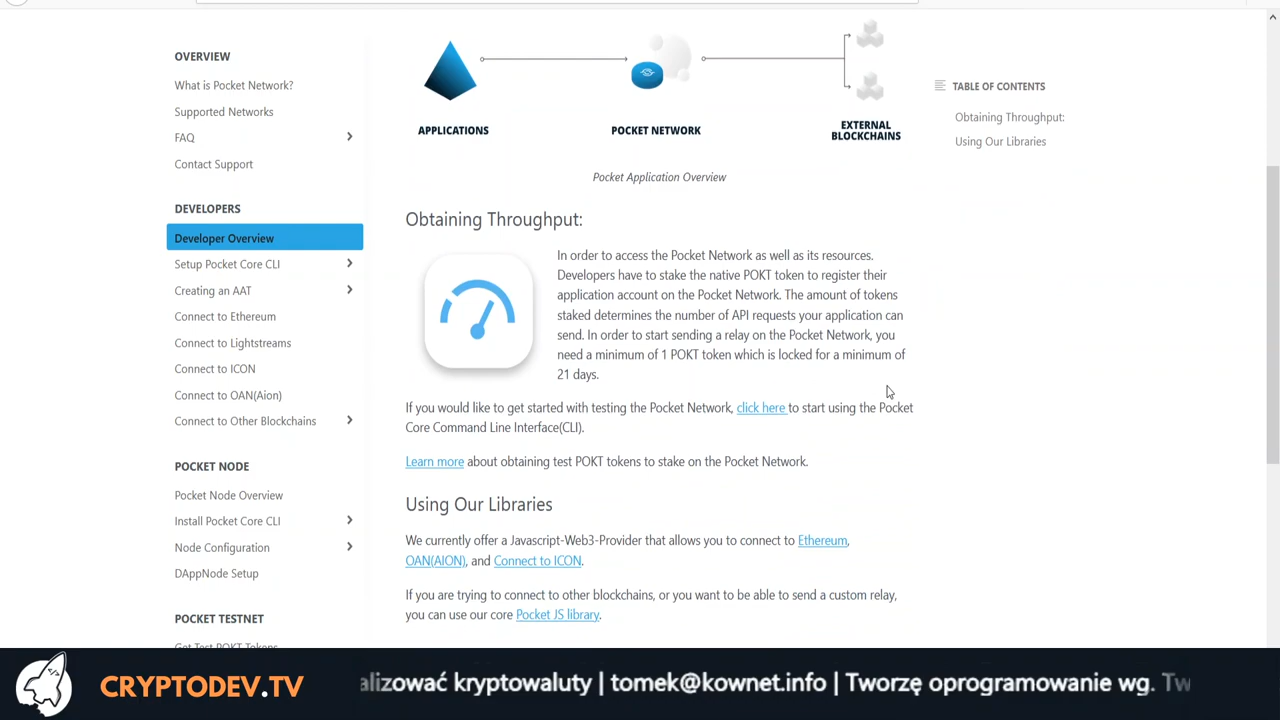 OVERVIEW
What is Pocket Network?
Supported Networks
FAQ
Contact Support
DEVELOPERS
Developer Overview
Setup Pocket Core CLI
Creating an AAT
Connect to Ethereum
Connect to Lightstreams
Connect to ICON
Connect to OAN(Aion)
Connect to Other Blockchains
POCKET NODE
Pocket Node Overview
Install Pocket Core CLI
Node Configuration
DAppNode Setup
POCKET TESTNET
Get Test POKT Tokens
APPLICATIONS
POCKET NETWORK
EXTERNAL
BLOCKCHAINS
Pocket Application Overview
Obtaining Throughput:
In order to access the Pocket Network as well as its resources.
Developers have to stake the native POKT token to register their
application account on the Pocket Network. The amount of tokens
staked determines the number of API requests your application can
send. In order to start sending a relay on the Pocket Network, you
need a minimum of 1 POKT token which is locked for a minimum of
21 days.
If you would like to get started with testing the Pocket Network, click here to start using the Pocket
Core Command Line Interface(CLI).
Learn more about obtaining test POKT tokens to stake on the Pocket Network.
Using Our Libraries
We currently offer a Javascript-Web3-Provider that allows you to connect to Ethereum,
OAN(AION), and Connect to ICON.
If you are trying to connect to other blockchains, or you want to be able to send a custom relay,
you can use our core Pocket JS library.
TABLE OF CONTENTS
Obtaining Throughput:
Using Our Libraries
CRYPTODEV.TV
alizować kryptowaluty | tomek@kownet.info | Tworzę oprogramowanie wg. Tw